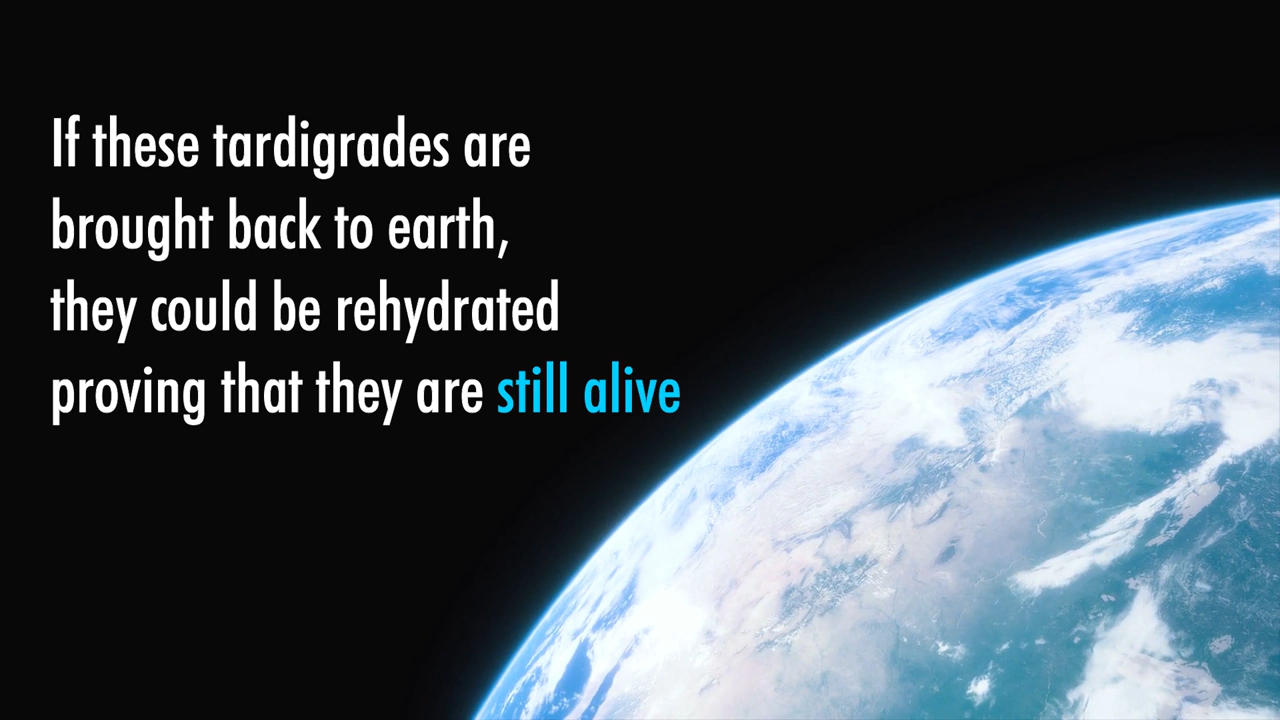 If these tardigrades are
brought back to earth,
they could be rehydrated
proving that they are still alive